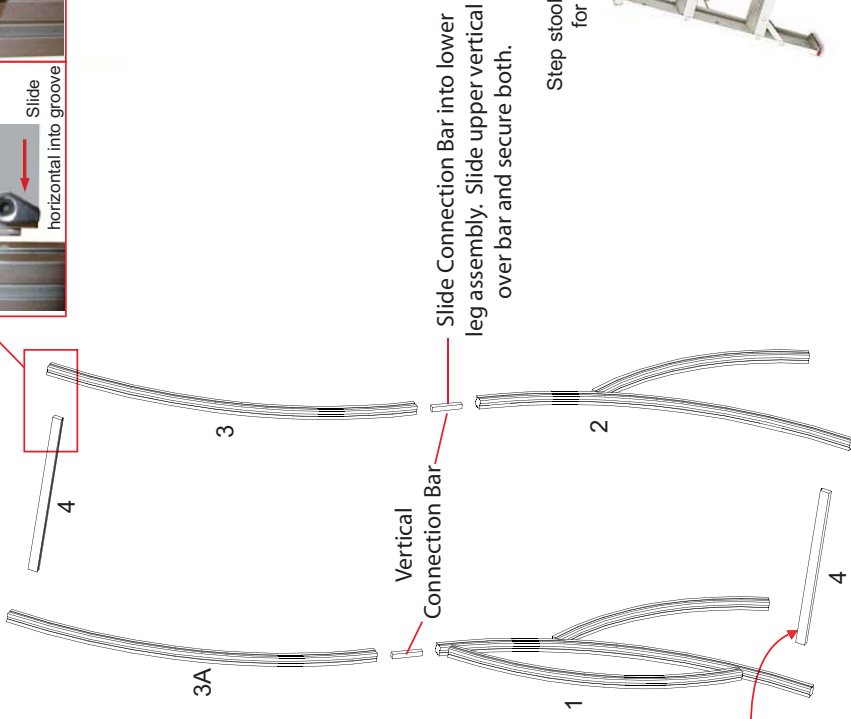 Slide
horizontal into groove
Step stool
for
Slide Connection Bar into lower
leg assembly. Slide upper vertical
over bar and secure both.
3
4
2
Vertical
Connection Bar
3A
1
4